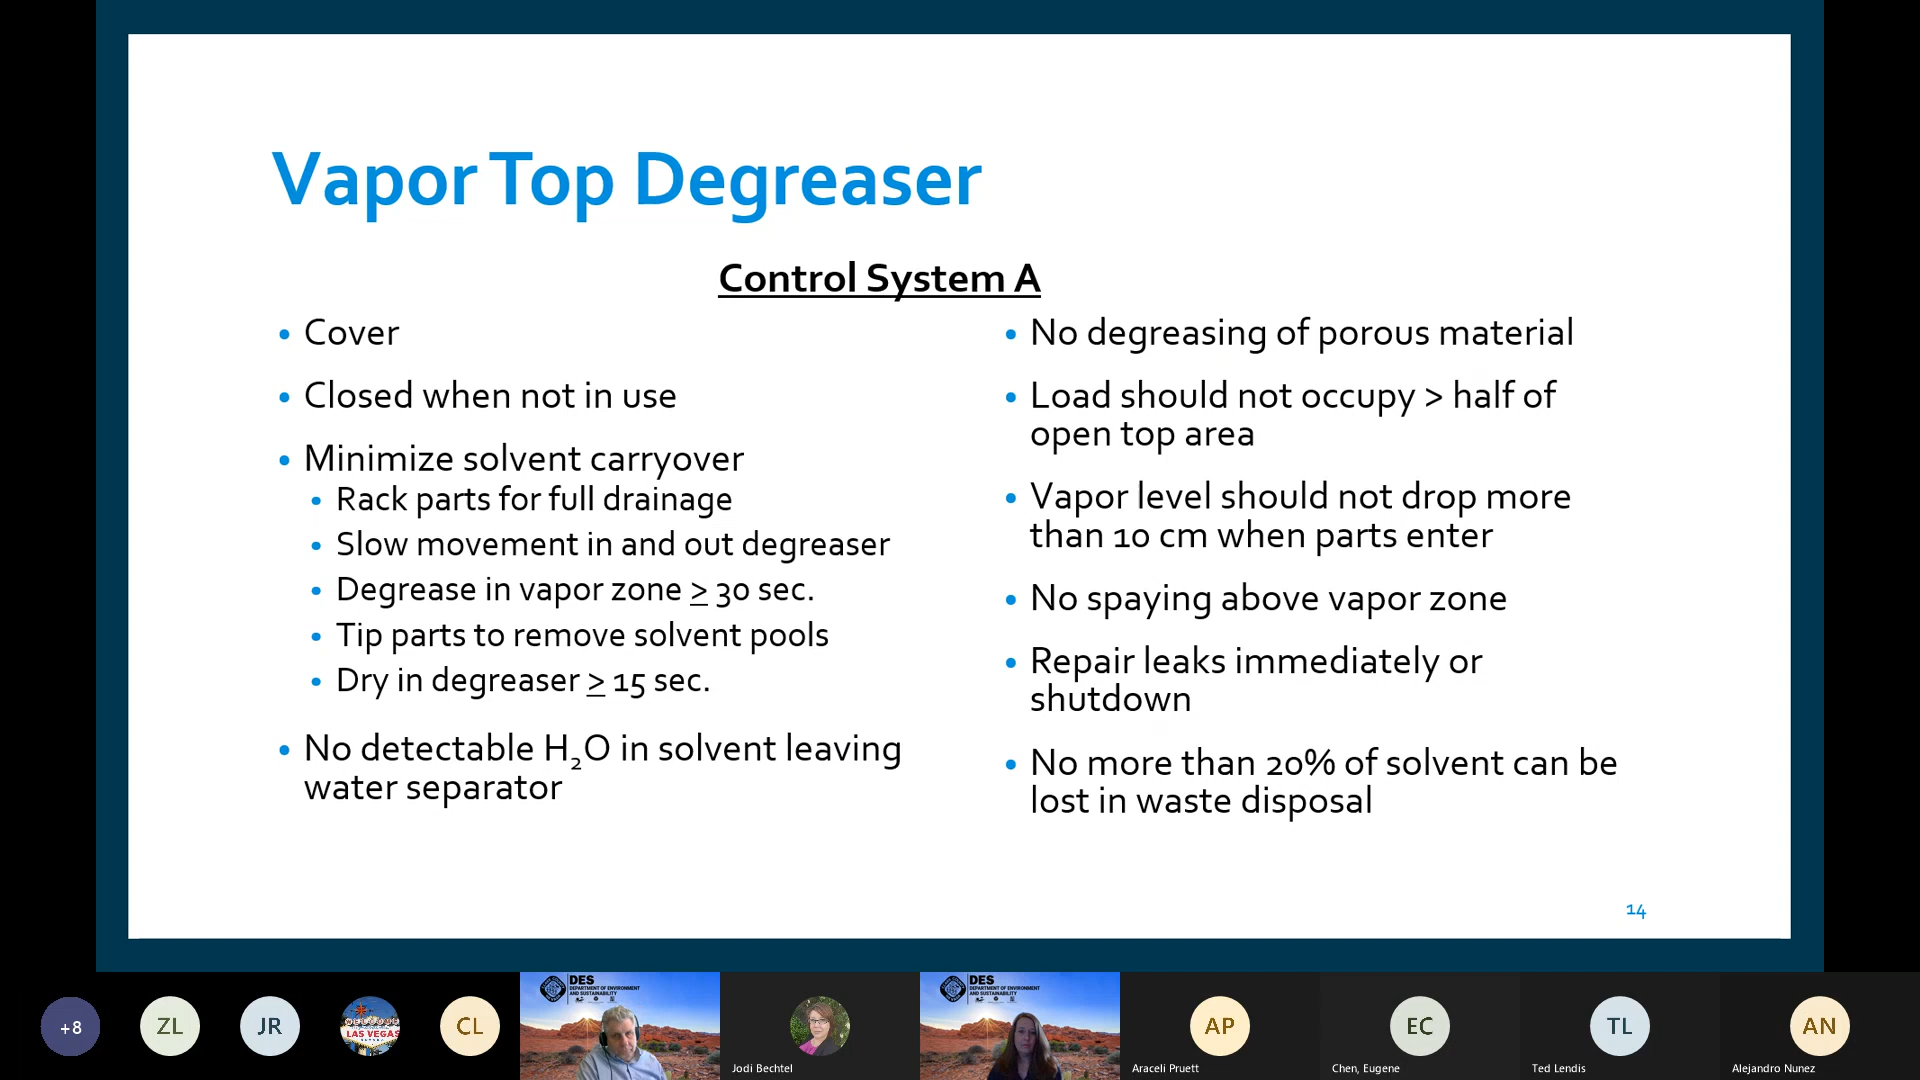 Vapor Top Degreaser
Control System A
• Cover
• Closed when not in use
• Minimize solvent carryover
• Rack parts for full drainage
• Slow movement in and out degreaser
• Degrease in vapor zone ≥ 30 sec.
• Tip parts to remove solvent pools
• Dry in degreaser ≥ 15 sec.
• No detectable H₂O in solvent leaving
water separator
• No degreasing of porous material
• Load should not occupy > half of
open top area
• Vapor level should not drop more
than 10 cm when parts enter
• No spaying above vapor zone
• Repair leaks immediately or
shutdown
• No more than 20% of solvent can be
lost in waste disposal
14
+8
ZL
JR
WELCOME
LAS VEGAS
CL
DES
DEPARTMENT OF ENVIRONMENT
AND SUSTAINABILITY
Jodi Bechtel
DES
DEPARTMENT OF ENVIRONMENT
AND SUSTAINABILITY
AP
Araceli Pruett
EC
Chen, Eugene
TL
Ted Lendis
AN
Alejandro Nunez